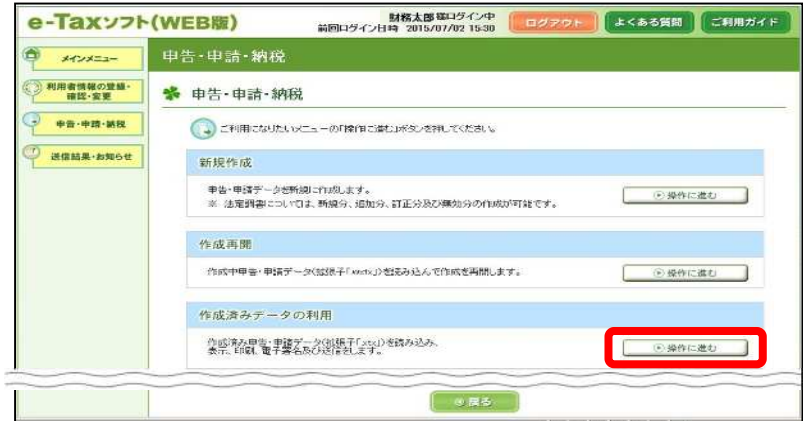 e-Taxソフト(WEB版)
財務太郎 様ログイン中
前回ログイン日時 2015/07/02 15:30
ログアウト
よくある質問
ご利用ガイド
メインメニュー
利用者情報の登録・
確認・変更
申告・申請・納税
送信結果・お知らせ
申告・申請・納税
申告・申請・納税
ご利用になりたいメニューの「操作に進む」ボタンを押してください。
新規作成
申告・申請データを新規に作成します。
※ 法定調書については、新規分、追加分、訂正分及び無効分の作成が可能です。
操作に進む
作成再開
作成中申告・申請データ(拡張子「.xtx」)を読み込んで作成を再開します。
操作に進む
作成済みデータの利用
作成済み申告・申請データ(拡張子「.xtx」)を読み込み、
表示、印刷、電子署名及び送信をします。
操作に進む
戻る